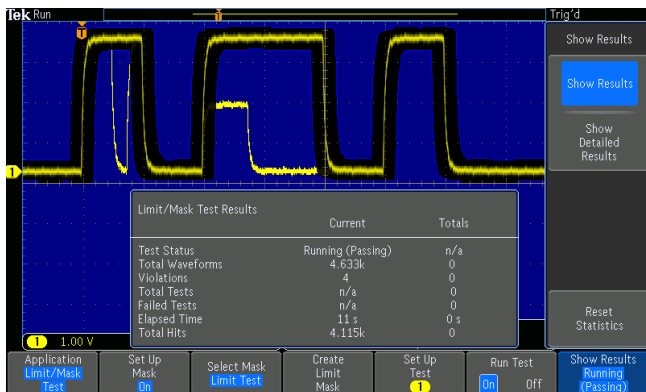 Tek Run
Trig'd
T
T
1
Show Results
Show Results
Show
Detailed
Results
Limit/Mask Test Results
Current Totals
Test Status Running (Passing) n/a
Total Waveforms 4.633k 0
Violations 4 0
Total Tests n/a 0
Failed Tests n/a 0
Elapsed Time 11 s 0 s
Total Hits 4.115k 0
Reset
Statistics
1 1.00 V
Application
Limit/Mask
Test
Set Up
Mask
On
Select Mask
Limit Test
Create
Limit
Mask
Set Up
Test
1
Run Test
On Off
Show Results
Running
(Passing)